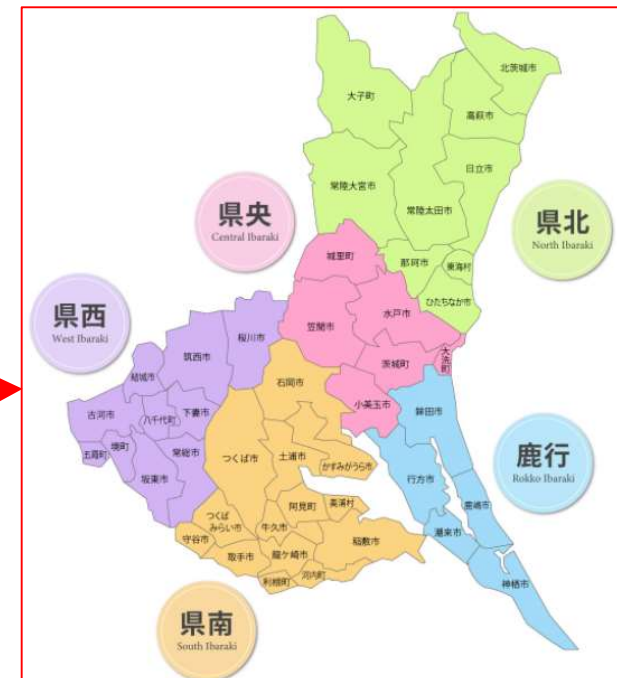 北茨城市
大子町
高萩市
日立市
常陸大宮市
常陸太田市
県央
Central Ibaraki
県北
North Ibaraki
城里町
那珂市
東海村
ひたちなか市
県西
West Ibaraki
笠間市
水戸市
桜川市
筑西市
茨城町
大洗町
結城市
石岡市
小美玉市
鉾田市
古河市
八千代町
下妻市
五霞町
境町
常総市
坂東市
つくば市
土浦市
かすみがうら市
行方市
鹿行
Rokko Ibaraki
鹿嶋市
阿見町
美浦村
つくば
みらい市
牛久市
潮来市
守谷市
取手市
龍ケ崎市
稲敷市
利根町
河内町
神栖市
県南
South Ibaraki